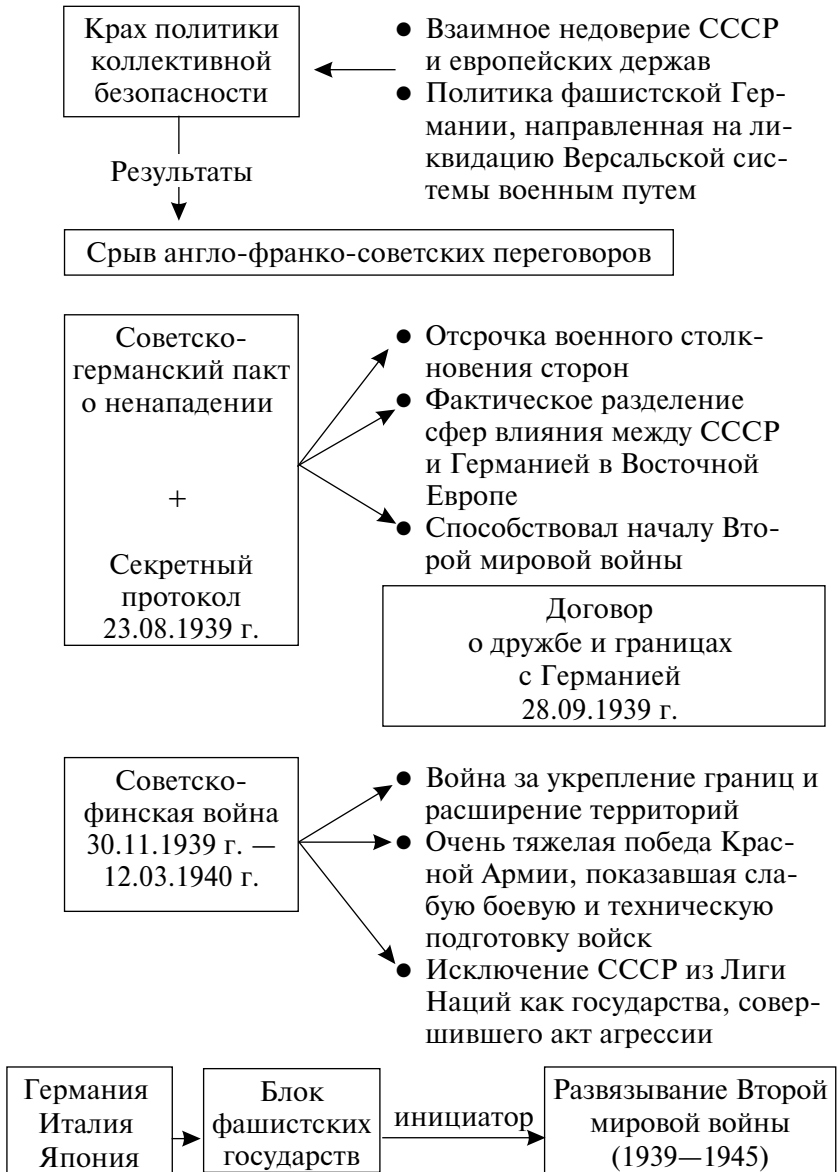 Крах политики
коллективной
безопасности
● Взаимное недоверие СССР
и европейских держав
● Политика фашистской Гер-
мании, направленная на ли-
квидацию Версальской сис-
темы военным путем
Результаты
Срыв англо-франко-советских переговоров
Советско-
германский пакт
о ненападении
+
Секретный
протокол
23.08.1939 г.
● Отсрочка военного столк-
новения сторон
● Фактическое разделение
сфер влияния между СССР
и Германией в Восточной
Европе
● Способствовал началу Вто-
рой мировой войны
Договор
о дружбе и границах
с Германией
28.09.1939 г.
Советско-
финская война
30.11.1939 г. —
12.03.1940 г.
● Война за укрепление границ и
расширение территорий
● Очень тяжелая победа Крас-
ной Армии, показавшая сла-
бую боевую и техническую
подготовку войск
● Исключение СССР из Лиги
Наций как государства, совер-
шившего акт агрессии
Германия
Италия
Япония
Блок
фашистских
государств
инициатор
Развязывание Второй
мировой войны
(1939—1945)